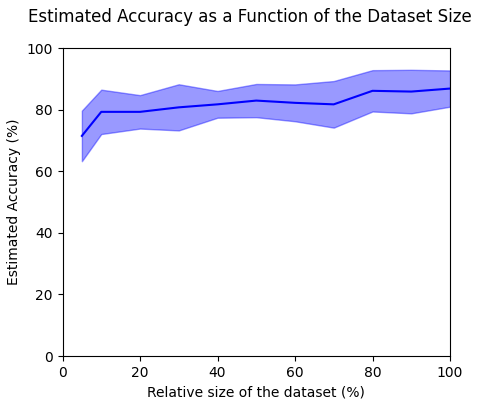 Estimated Accuracy as a Function of the Dataset Size
100
80
60
40
20
0
Estimated Accuracy (%)
0 20 40 60 80 100
Relative size of the dataset (%)